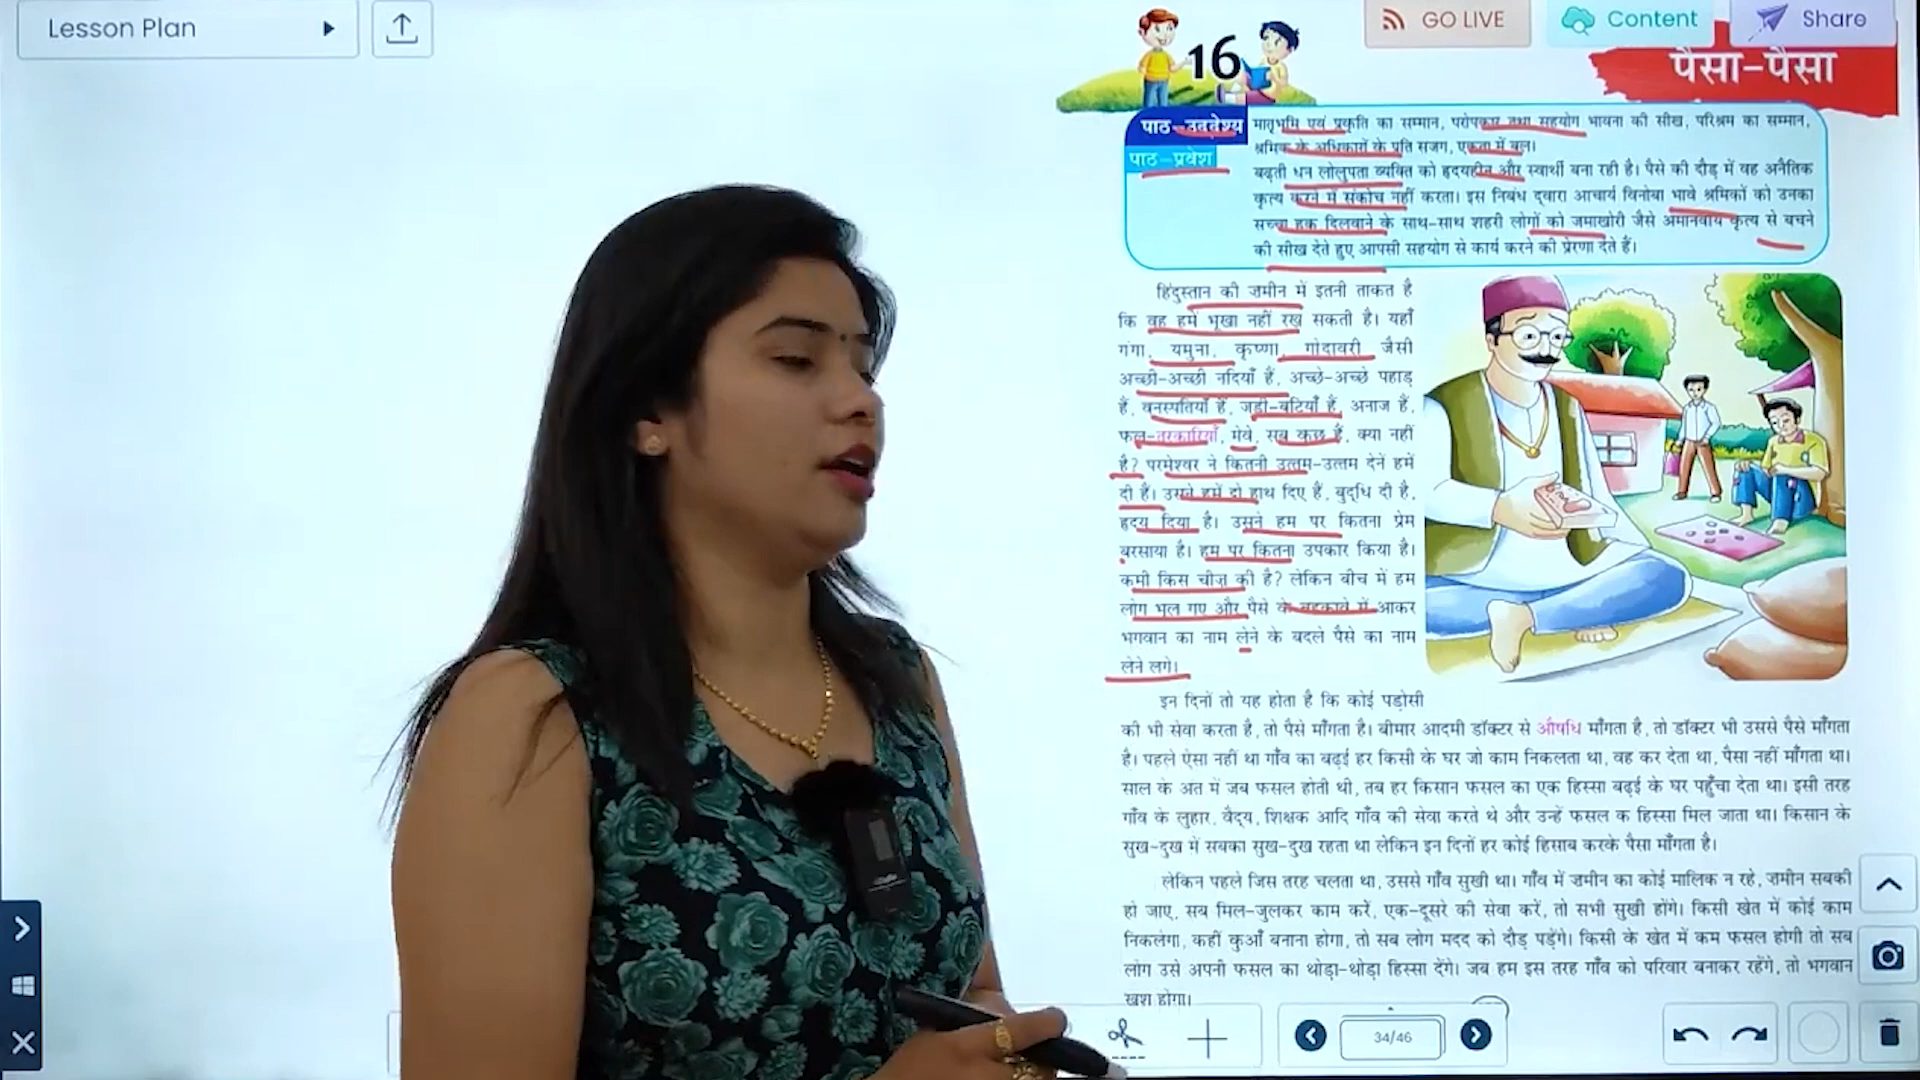 Lesson Plan
GO LIVE
Content
Share
16
पैसा-पैसा
पाठ-उद्देश्य
मातृभूमि एवं प्रकृति का सम्मान, परोपकार तथा सहयोग भावना की सीख, परिश्रम का सम्मान,
श्रमिक के अधिकारों के प्रति सजग, एकता में बल।
पाठ-प्रवेश
बढ़ती धन लोलुपता व्यक्ति को हृदयहीन और स्वार्थी बना रही है। पैसे की दौड़ में वह अनैतिक
कृत्य करने में संकोच नहीं करता। इस निबंध द्वारा आचार्य विनोबा भावे श्रमिकों को उनका
सच्चा हक दिलवाने के साथ-साथ शहरी लोगों को जमाखोरी जैसे अमानवीय कृत्य से बचने
की सीख देते हुए आपसी सहयोग से कार्य करने की प्रेरणा देते हैं।
हिंदुस्तान की ज़मीन में इतनी ताकत है
कि वह हमें भूखा नहीं रख सकती है। यहाँ
गंगा, यमुना, कृष्णा, गोदावरी जैसी
अच्छी-अच्छी नदियाँ हैं, अच्छे-अच्छे पहाड़
हैं, वनस्पतियाँ हैं, जड़ी-बूटियाँ हैं, अनाज हैं,
फल-तरकारियाँ, मेवे, सब कुछ है, क्या नहीं
है? परमेश्वर ने कितनी उत्तम-उत्तम देनें हमें
दी हैं। उसने हमें दो हाथ दिए हैं, बुद्धि दी है,
हृदय दिया है। उसने हम पर कितना प्रेम
बरसाया है। हम पर कितना उपकार किया है।
कमी किस चीज़ की है? लेकिन बीच में हम
लोग भूल गए और पैसे के बहकावे में आकर
भगवान का नाम लेने के बदले पैसे का नाम
लेने लगे।
इन दिनों तो यह होता है कि कोई पड़ोसी
की भी सेवा करता है, तो पैसे माँगता है। बीमार आदमी डॉक्टर से औषधि माँगता है, तो डॉक्टर भी उससे पैसे माँगता
है। पहले ऐसा नहीं था गाँव का बढ़ई हर किसी के घर जो काम निकलता था, वह कर देता था, पैसा नहीं माँगता था।
साल के अंत में जब फसल होती थी, तब हर किसान फसल का एक हिस्सा बढ़ई के घर पहुँचा देता था। इसी तरह
गाँव के लुहार, वैद्य, शिक्षक आदि गाँव की सेवा करते थे और उन्हें फसल क हिस्सा मिल जाता था। किसान के
सुख-दुख में सबका सुख-दुख रहता था लेकिन इन दिनों हर कोई हिसाब करके पैसा माँगता है।
लेकिन पहले जिस तरह चलता था, उससे गाँव सुखी था। गाँव में ज़मीन का कोई मालिक न रहे, ज़मीन सबकी
हो जाए, सब मिल-जुलकर काम करें, एक-दूसरे की सेवा करें, तो सभी सुखी होंगे। किसी खेत में कोई काम
निकलेगा, कहीं कुआँ बनाना होगा, तो सब लोग मदद को दौड़ पड़ेंगे। किसी के खेत में कम फसल होगी तो सब
लोग उसे अपनी फसल का थोड़ा-थोड़ा हिस्सा देंगे। जब हम इस तरह गाँव को परिवार बनाकर रहेंगे, तो भगवान
खुश होगा।
34/46